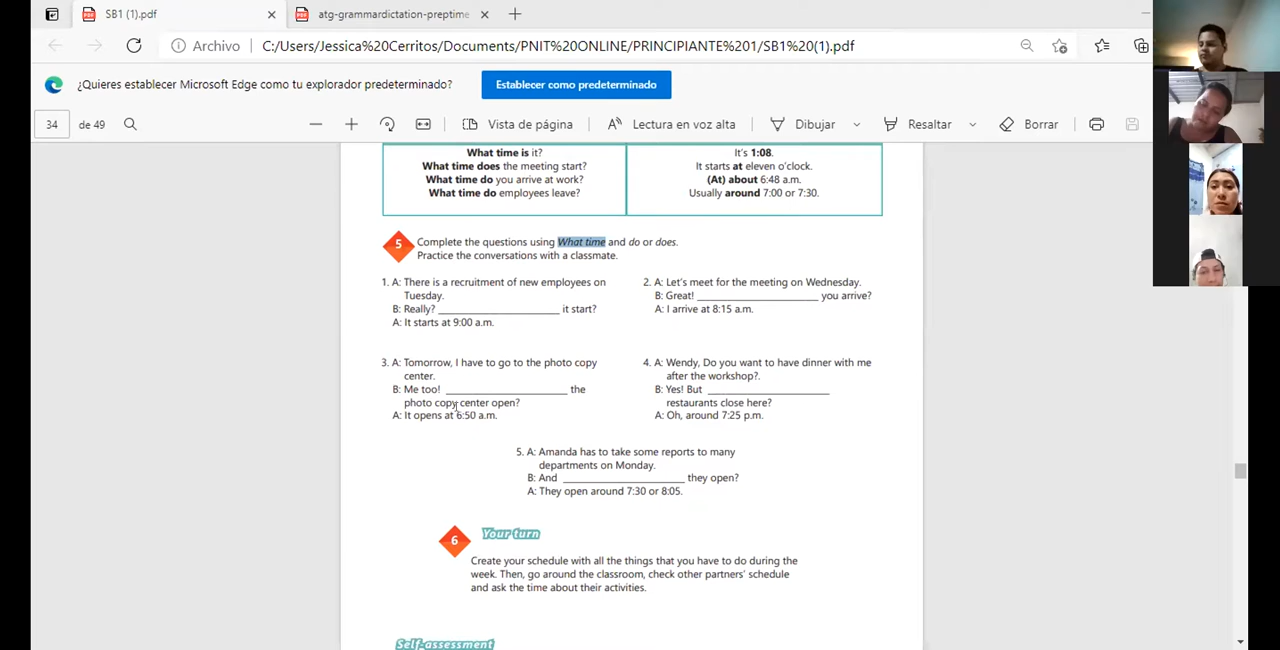 SB1 (1).pdf
atg-grammardictation-preptime
Archivo
C:/Users/Jessica%20Cerritos/Documents/PNIT%20ONLINE/PRINCIPIANTE%201/SB1%20(1).pdf
¿Quieres establecer Microsoft Edge como tu explorador predeterminado?
Establecer como predeterminado
34 de 49
Vista de página
Lectura en voz alta
Dibujar
Resaltar
Borrar
What time is it?
What time does the meeting start?
What time do you arrive at work?
What time do employees leave?
It's 1:08.
It starts at eleven o'clock.
(At) about 6:48 a.m.
Usually around 7:00 or 7:30.
5
Complete the questions using What time and do or does.
Practice the conversations with a classmate.
1. A: There is a recruitment of new employees on
Tuesday.
B: Really? ______________________ it start?
A: It starts at 9:00 a.m.
2. A: Let's meet for the meeting on Wednesday.
B: Great! ______________________ you arrive?
A: I arrive at 8:15 a.m.
3. A: Tomorrow, I have to go to the photo copy
center.
B: Me too! ______________________ the
photo copy center open?
A: It opens at 6:50 a.m.
4. A: Wendy, Do you want to have dinner with me
after the workshop?.
B: Yes! But ______________________
restaurants close here?
A: Oh, around 7:25 p.m.
5. A: Amanda has to take some reports to many
departments on Monday.
B: And ______________________ they open?
A: They open around 7:30 or 8:05.
6
Your turn
Create your schedule with all the things that you have to do during the
week. Then, go around the classroom, check other partners' schedule
and ask the time about their activities.
Self-assessment